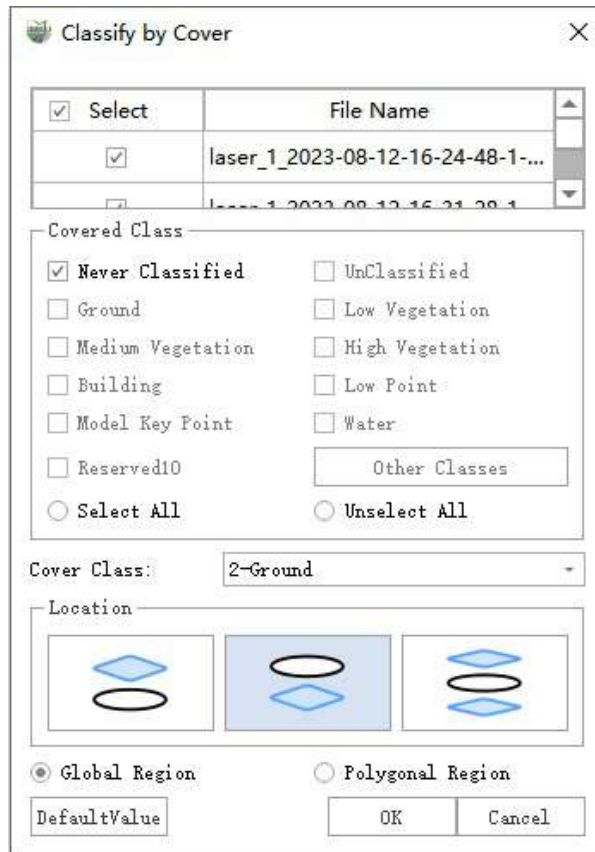 Classify by Cover
Select File Name
laser_1_2023-08-12-16-24-48-1-...
Covered Class
Never Classified UnClassified
Ground Low Vegetation
Medium Vegetation High Vegetation
Building Low Point
Model Key Point Water
Reserved10 Other Classes
Select All Unselect All
Cover Class: 2-Ground
Location
Global Region Polygonal Region
DefaultValue OK Cancel